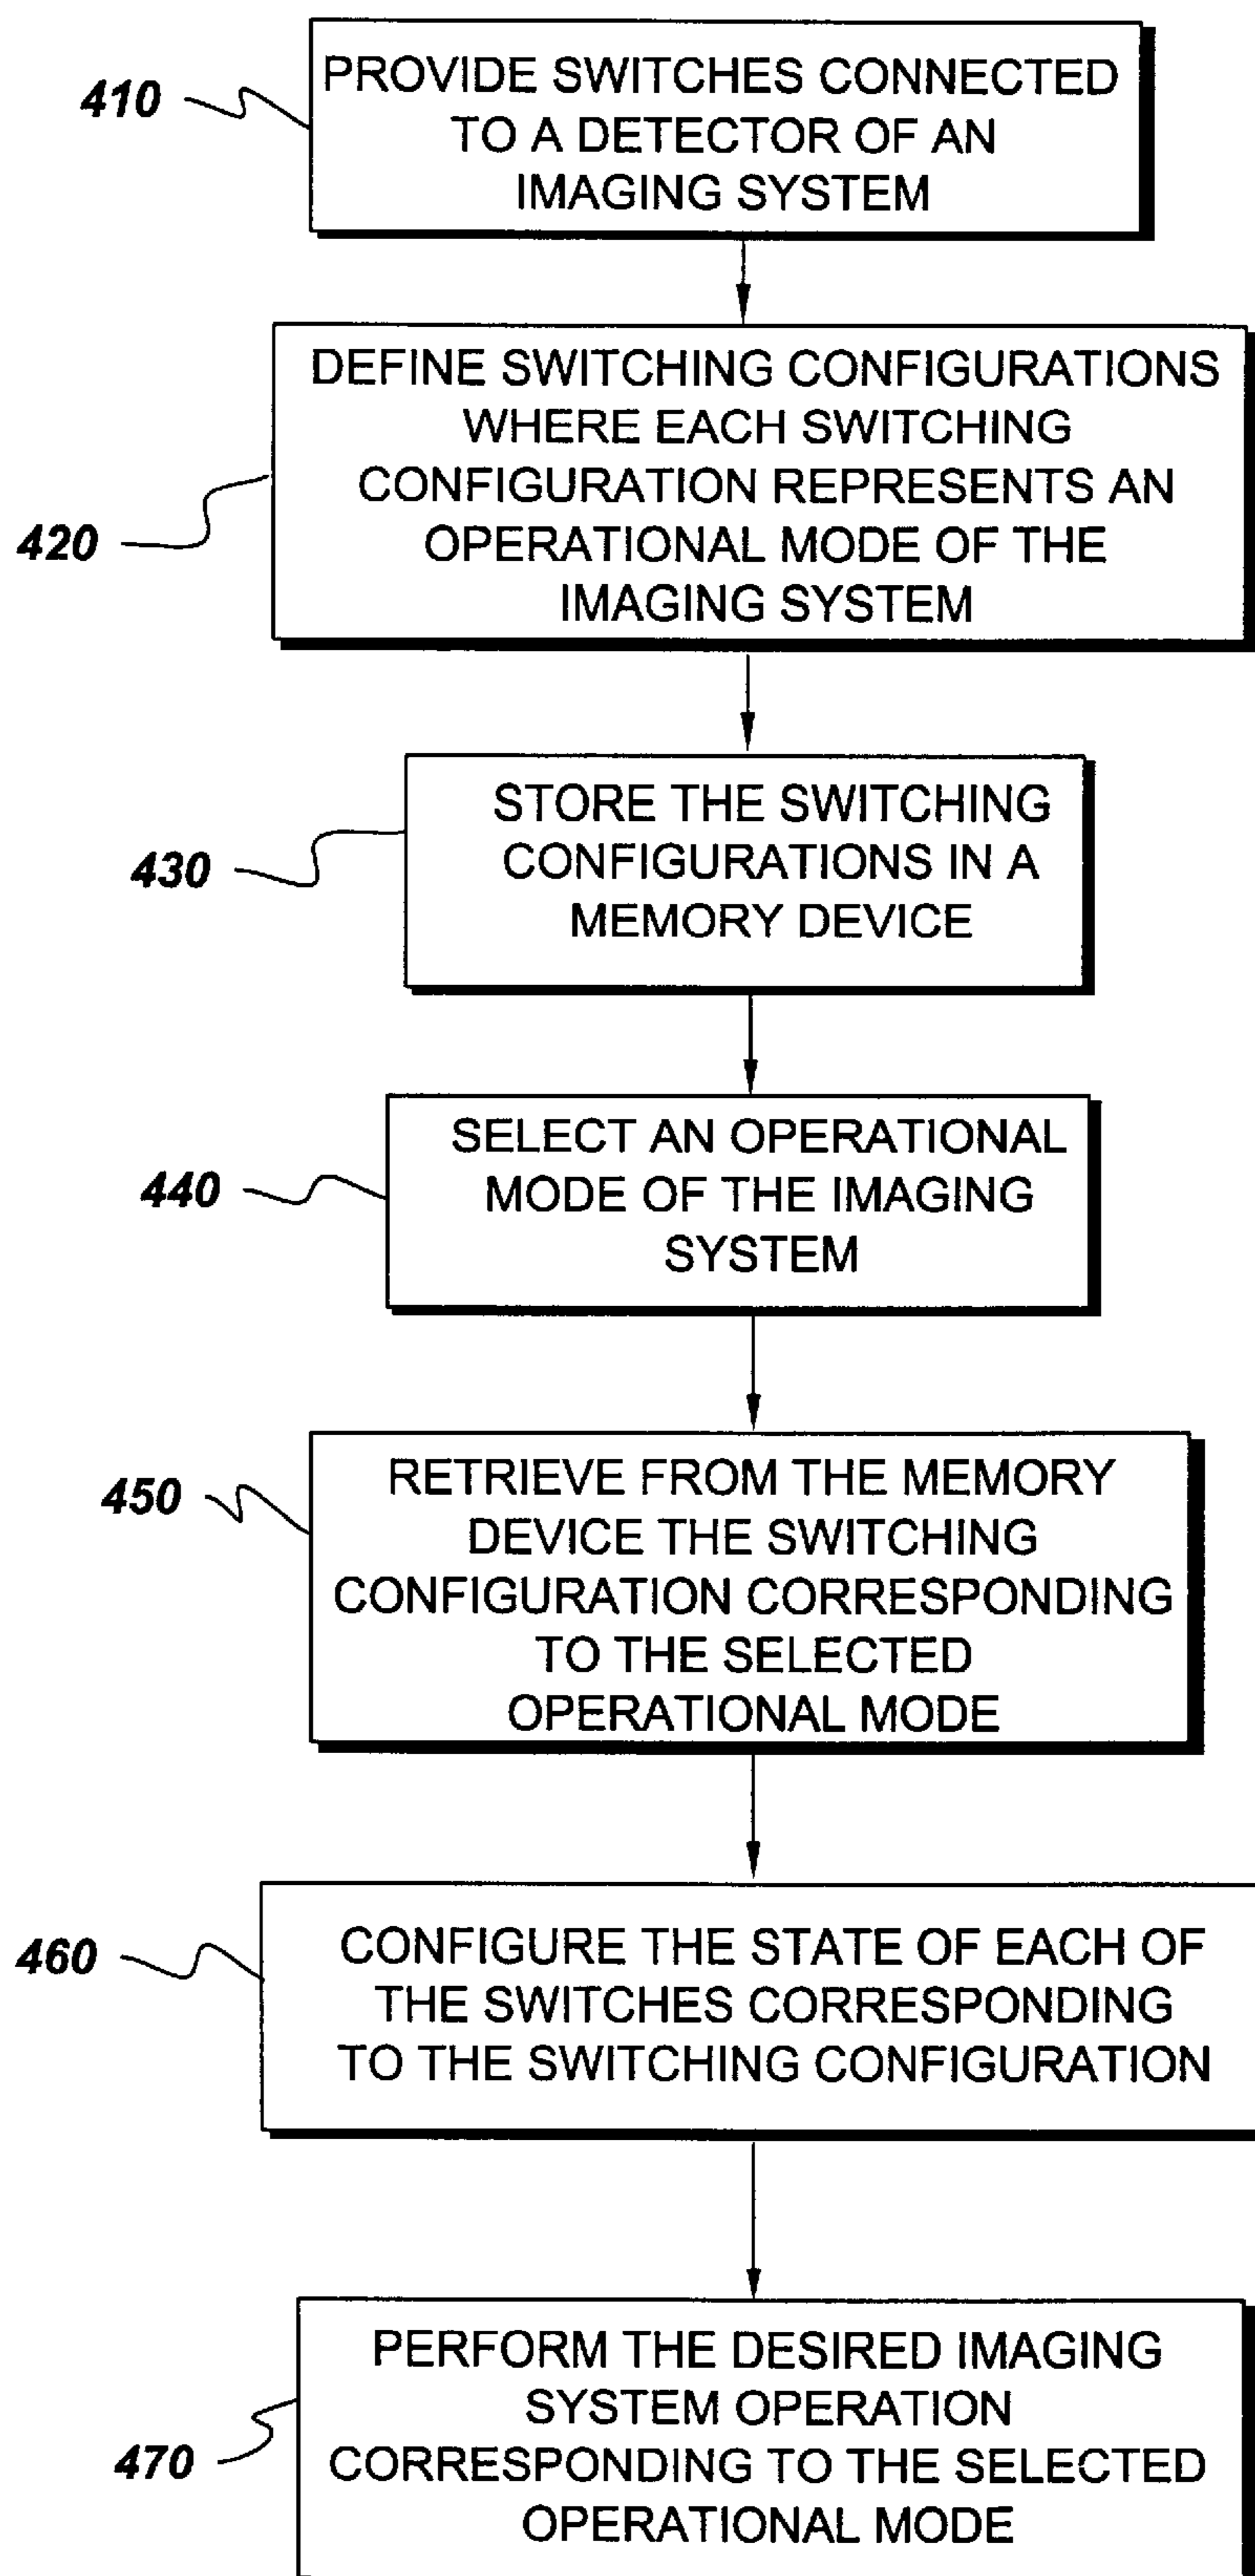 410
PROVIDE SWITCHES CONNECTED
TO A DETECTOR OF AN
IMAGING SYSTEM
420
DEFINE SWITCHING CONFIGURATIONS
WHERE EACH SWITCHING
CONFIGURATION REPRESENTS AN
OPERATIONAL MODE OF THE
IMAGING SYSTEM
430
STORE THE SWITCHING
CONFIGURATIONS IN A
MEMORY DEVICE
440
SELECT AN OPERATIONAL
MODE OF THE IMAGING
SYSTEM
450
RETRIEVE FROM THE MEMORY
DEVICE THE SWITCHING
CONFIGURATION CORRESPONDING
TO THE SELECTED
OPERATIONAL MODE
460
CONFIGURE THE STATE OF EACH OF
THE SWITCHES CORRESPONDING
TO THE SWITCHING CONFIGURATION
470
PERFORM THE DESIRED IMAGING
SYSTEM OPERATION
CORRESPONDING TO THE SELECTED
OPERATIONAL MODE